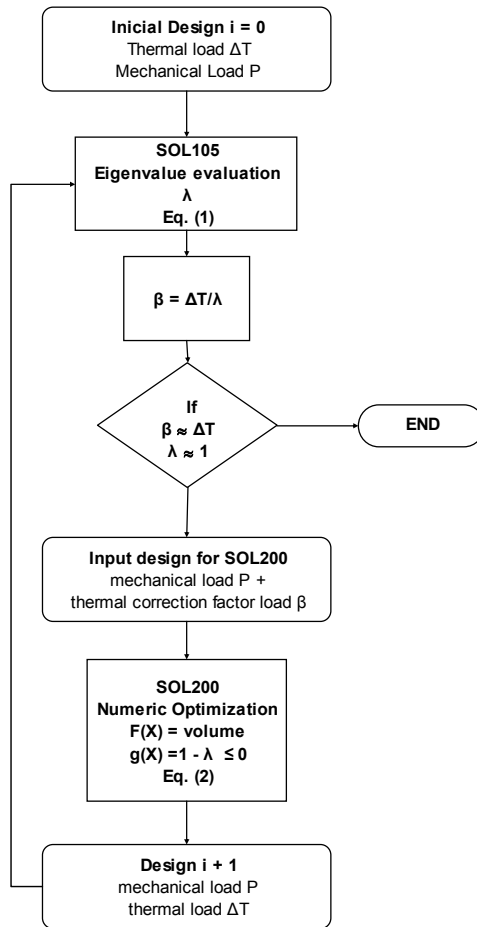 Inicial Design i = 0
Thermal load ΔT
Mechanical Load P
SOL105
Eigenvalue evaluation
λ
Eq. (1)
β = ΔT/λ
If
β ≈ ΔT
λ ≈ 1
END
Input design for SOL200
mechanical load P +
thermal correction factor load β
SOL200
Numeric Optimization
F(X) = volume
g(X) =1 - λ ≤ 0
Eq. (2)
Design i + 1
mechanical load P
thermal load ΔT